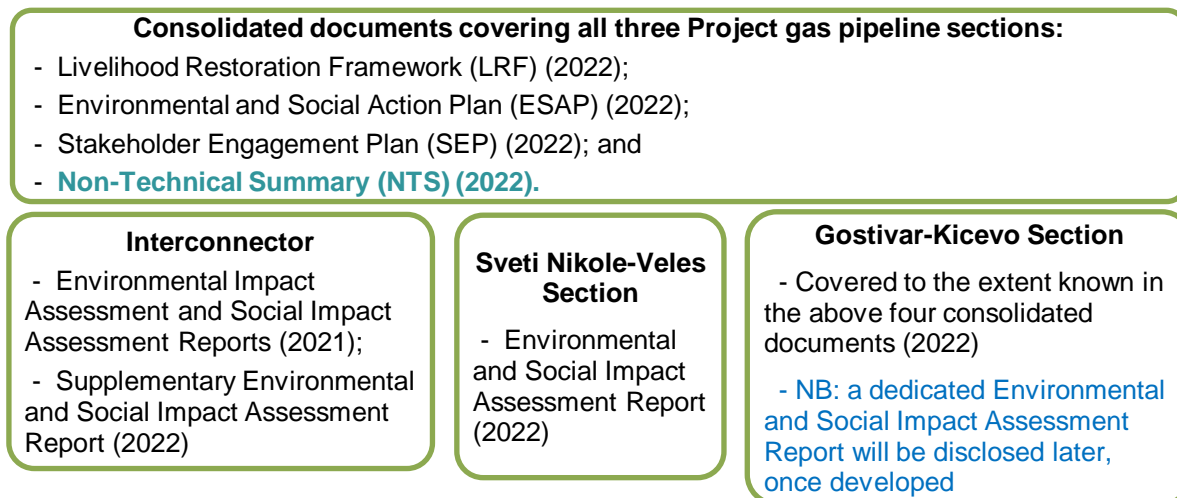 Consolidated documents covering all three Project gas pipeline sections:
- Livelihood Restoration Framework (LRF) (2022);
- Environmental and Social Action Plan (ESAP) (2022);
- Stakeholder Engagement Plan (SEP) (2022); and
- Non-Technical Summary (NTS) (2022).
Interconnector
- Environmental Impact
Assessment and Social Impact
Assessment Reports (2021);
- Supplementary Environmental
and Social Impact Assessment
Report (2022)
Sveti Nikole-Veles
Section
- Environmental
and Social Impact
Assessment Report
(2022)
Gostivar-Kicevo Section
- Covered to the extent known in
the above four consolidated
documents (2022)
- NB: a dedicated Environmental
and Social Impact Assessment
Report will be disclosed later,
once developed